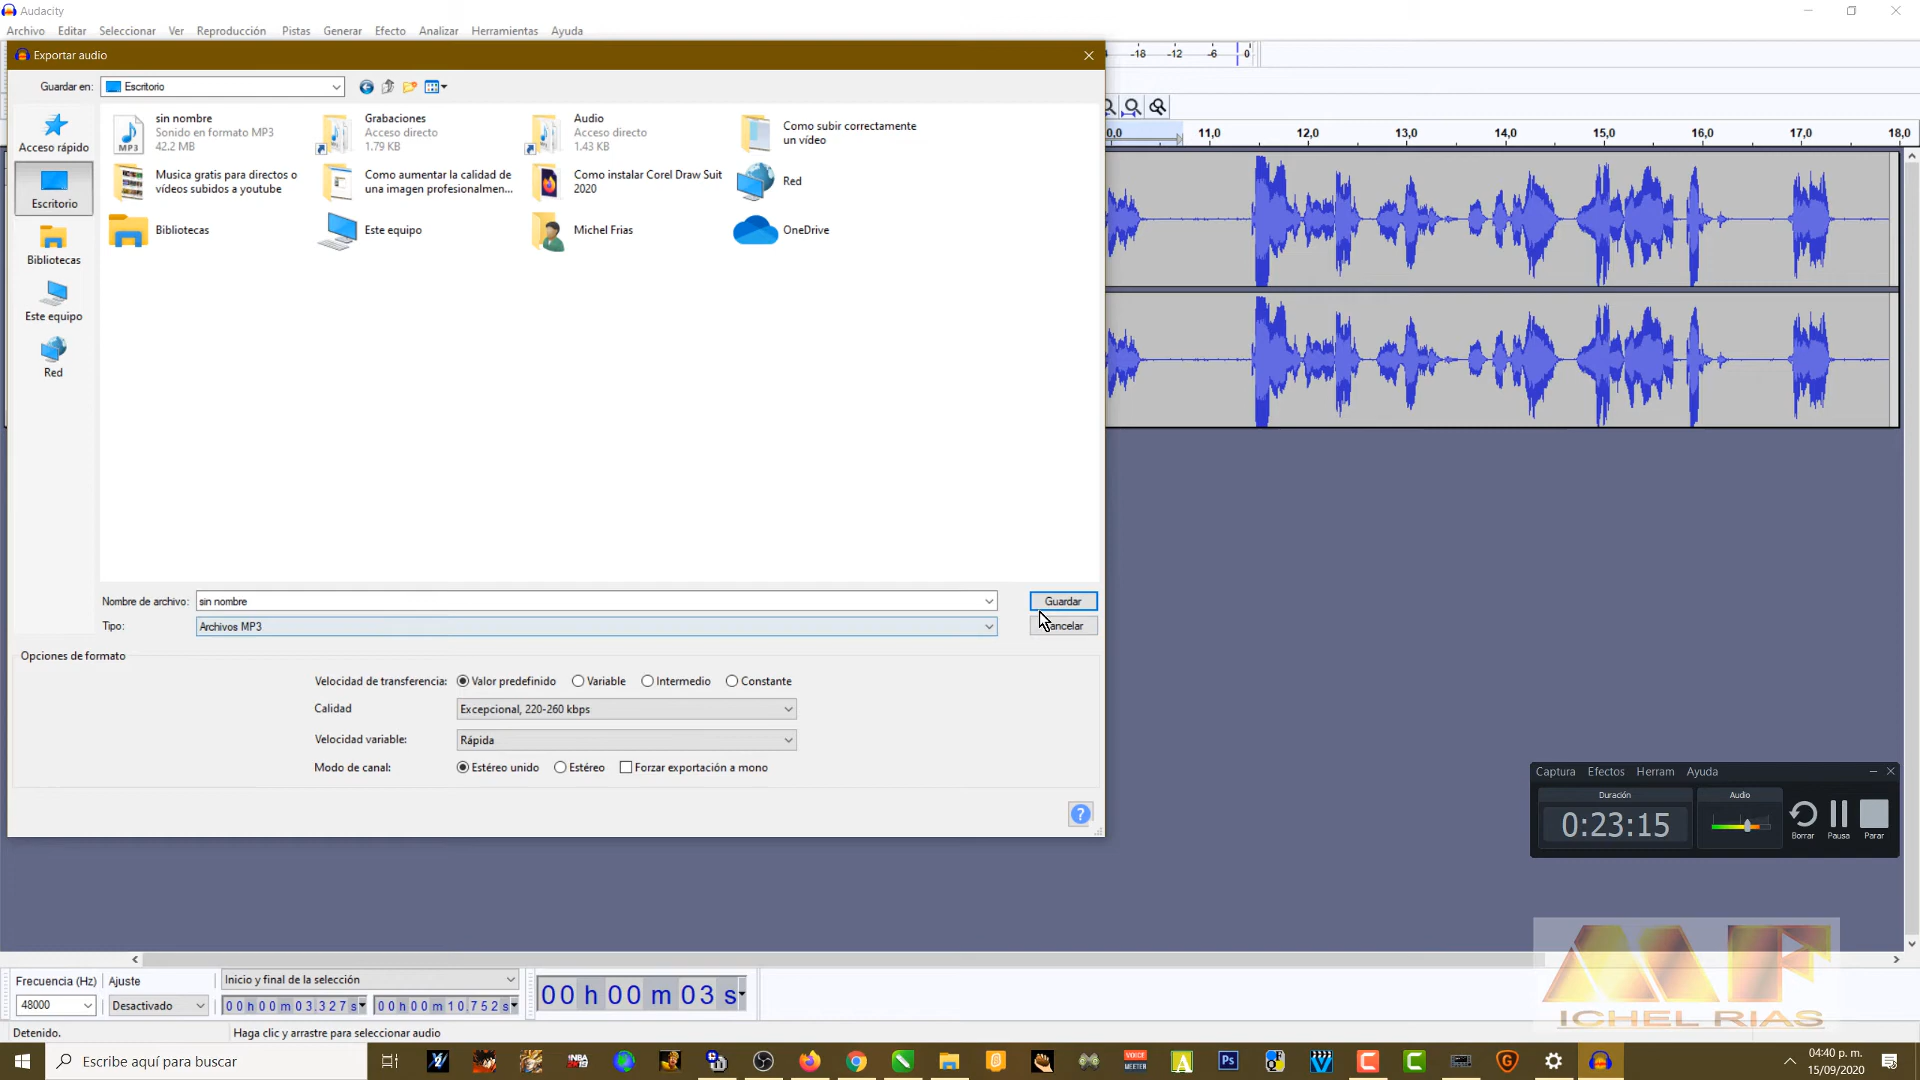 Audacity
Archivo Editar Seleccionar Ver Reproducción Pistas Generar Efecto Analizar Herramientas Ayuda
Exportar audio
-18 -12 -6 0
Guardar en: Escritorio
Acceso rápido
Escritorio
Bibliotecas
Este equipo
Red
sin nombre
Sonido en formato MP3
42.2 MB
MP3
Grabaciones
Acceso directo
1.79 KB
Audio
Acceso directo
1.43 KB
Como subir correctamente
un vídeo
Musica gratis para directos o
vídeos subidos a youtube
Como aumentar la calidad de
una imagen profesionalmen...
Como instalar Corel Draw Suit
2020
Red
Bibliotecas
Este equipo
Michel Frias
OneDrive
0,0 11,0 12,0 13,0 14,0 15,0 16,0 17,0 18,0
Nombre de archivo: sin nombre
Guardar
Tipo: Archivos MP3
Cancelar
Opciones de formato
Velocidad de transferencia: Valor predefinido Variable Intermedio Constante
Calidad Excepcional, 220-260 kbps
Velocidad variable: Rápida
Modo de canal: Estéreo unido Estéreo Forzar exportación a mono
?
Captura Efectos Herram Ayuda
Duración
0:23:15
Audio
Borrar Pausa Parar
MF
ICHEL RIAS
Frecuencia (Hz) Ajuste Inicio y final de la selección
48000 Desactivado 00 h 00 m 03.327 s 00 h 00 m 10.752 s
00 h 00 m 03 s
Detenido. Haga clic y arrastre para seleccionar audio
Escribe aquí para buscar
04:40 p. m.
15/09/2020